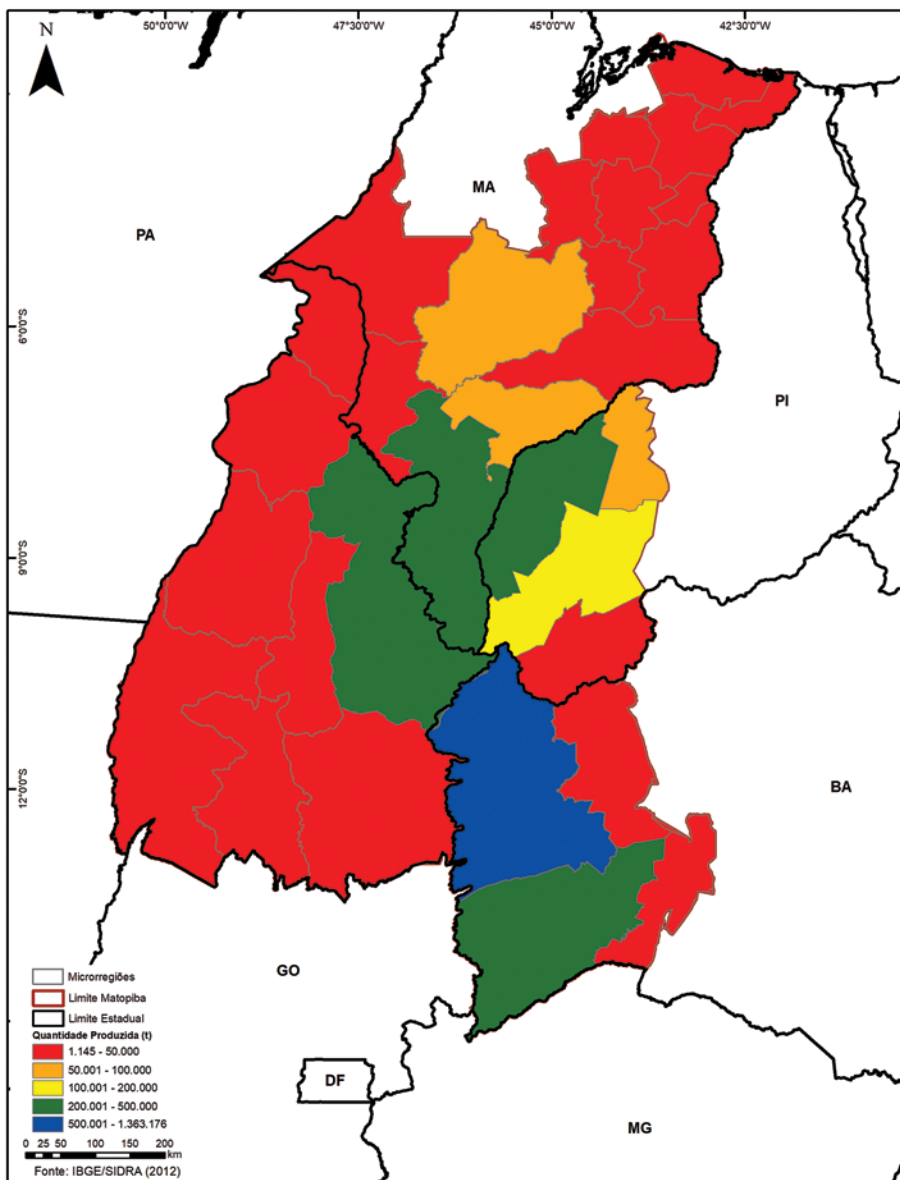 50°0'0"W
47°30'0"W
45°0'0"W
42°30'0"W
N
MA
PA
6°0'0"S
PI
9°0'0"S
12°0'0"S
BA
GO
Microrregiões
Limite Matopiba
Limite Estadual
Quantidade Produzida (t)
1.145 - 50.000
50.001 - 100.000
100.001 - 200.000
200.001 - 500.000
500.001 - 1.363.176
DF
MG
0 25 50 100 150 200
km
Fonte: IBGE/SIDRA (2012)